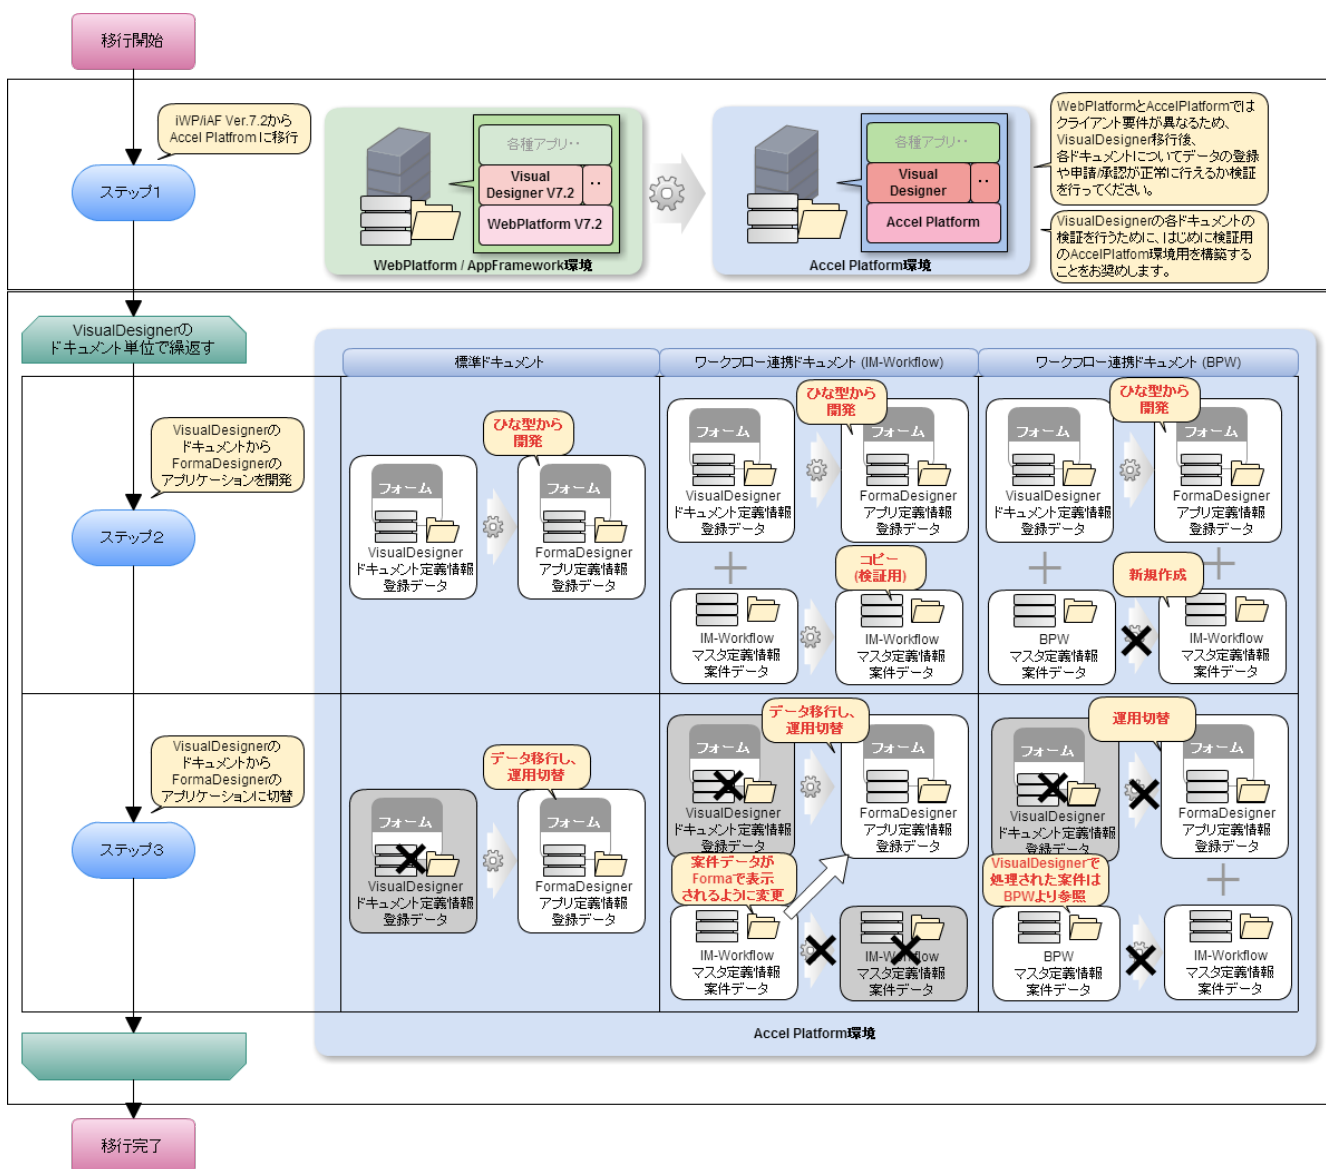 移行開始
iWP/iAF Ver.7.2から
Accel Platfromに移行
ステップ1
各種アプリ‥
Visual
Designer V7.2
‥
WebPlatform V7.2
WebPlatform / AppFramework環境
各種アプリ‥
Visual
Designer
‥
Accel Platform
Accel Platform環境
WebPlatformとAccelPlatformでは
クライアント要件が異なるため、
VisualDesigner移行後、
各ドキュメントについてデータの登録
や申請/承認が正常に行えるか検証
を行ってください。
VisualDesignerの各ドキュメントの
検証を行うために、はじめに検証用
のAccelPlatfom環境用を構築する
ことをお奨めします。
VisualDesignerの
ドキュメント単位で繰返す
標準ドキュメント
ワークフロー連携ドキュメント (IM-Workflow)
ワークフロー連携ドキュメント (BPW)
VisualDesignerの
ドキュメントから
FormaDesignerの
アプリケーションを開発
ステップ2
ひな型から
開発
フォーム
VisualDesigner
ドキュメント定義情報
登録データ
フォーム
FormaDesigner
アプリ定義情報
登録データ
ひな型から
開発
フォーム
VisualDesigner
ドキュメント定義情報
登録データ
フォーム
FormaDesigner
アプリ定義情報
登録データ
コピー
(検証用)
IM-Workflow
マスタ定義情報
案件データ
IM-Workflow
マスタ定義情報
案件データ
ひな型から
開発
フォーム
VisualDesigner
ドキュメント定義情報
登録データ
フォーム
FormaDesigner
アプリ定義情報
登録データ
新規作成
BPW
マスタ定義情報
案件データ
IM-Workflow
マスタ定義情報
案件データ
VisualDesignerの
ドキュメントから
FormaDesignerの
アプリケーションに切替
ステップ3
データ移行し、
運用切替
フォーム
VisualDesigner
ドキュメント定義情報
登録データ
フォーム
FormaDesigner
アプリ定義情報
登録データ
データ移行し、
運用切替
フォーム
VisualDesigner
ドキュメント定義情報
登録データ
フォーム
FormaDesigner
アプリ定義情報
登録データ
案件データが
Formaで表示
されるように変更
IM-Workflow
マスタ定義情報
案件データ
IM-Workflow
マスタ定義情報
案件データ
運用切替
フォーム
VisualDesigner
ドキュメント定義情報
登録データ
フォーム
FormaDesigner
アプリ定義情報
登録データ
VisualDesignerで
処理された案件は
BPWより参照
BPW
マスタ定義情報
案件データ
IM-Workflow
マスタ定義情報
案件データ
Accel Platform環境
移行完了